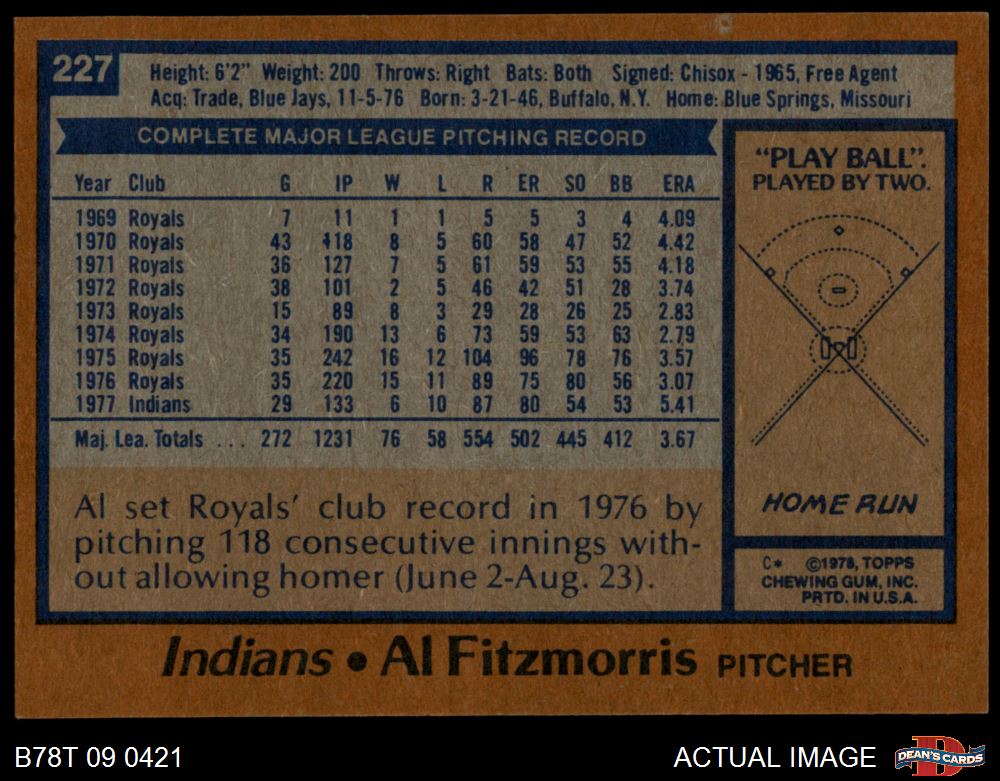 227
Height: 6'2" Weight: 200 Throws: Right Bats: Both Signed: Chisox - 1965, Free Agent
Acq: Trade, Blue Jays, 11-5-76 Born: 3-21-46, Buffalo, N.Y. Home: Blue Springs, Missouri
COMPLETE MAJOR LEAGUE PITCHING RECORD
Year Club G IP W L R ER SO BB ERA
1969 Royals 7 11 1 1 5 5 3 4 4.09
1970 Royals 43 118 8 5 60 58 47 52 4.42
1971 Royals 36 127 7 5 61 59 53 55 4.18
1972 Royals 38 101 2 5 46 42 51 28 3.74
1973 Royals 15 89 8 3 29 28 26 25 2.83
1974 Royals 34 190 13 6 73 59 53 63 2.79
1975 Royals 35 242 16 12 104 96 78 76 3.57
1976 Royals 35 220 15 11 89 75 80 56 3.07
1977 Indians 29 133 6 10 87 80 54 53 5.41
Maj. Lea. Totals ... 272 1231 76 58 554 502 445 412 3.67
Al set Royals' club record in 1976 by
pitching 118 consecutive innings with-
out allowing homer (June 2-Aug. 23).
"PLAY BALL".
PLAYED BY TWO.
HOME RUN
C* ©1978, TOPPS
CHEWING GUM, INC.
PRTD. IN U.S.A.
Indians • Al Fitzmorris PITCHER
B78T 09 0421
ACTUAL IMAGE
D
DEAN'S CARDS